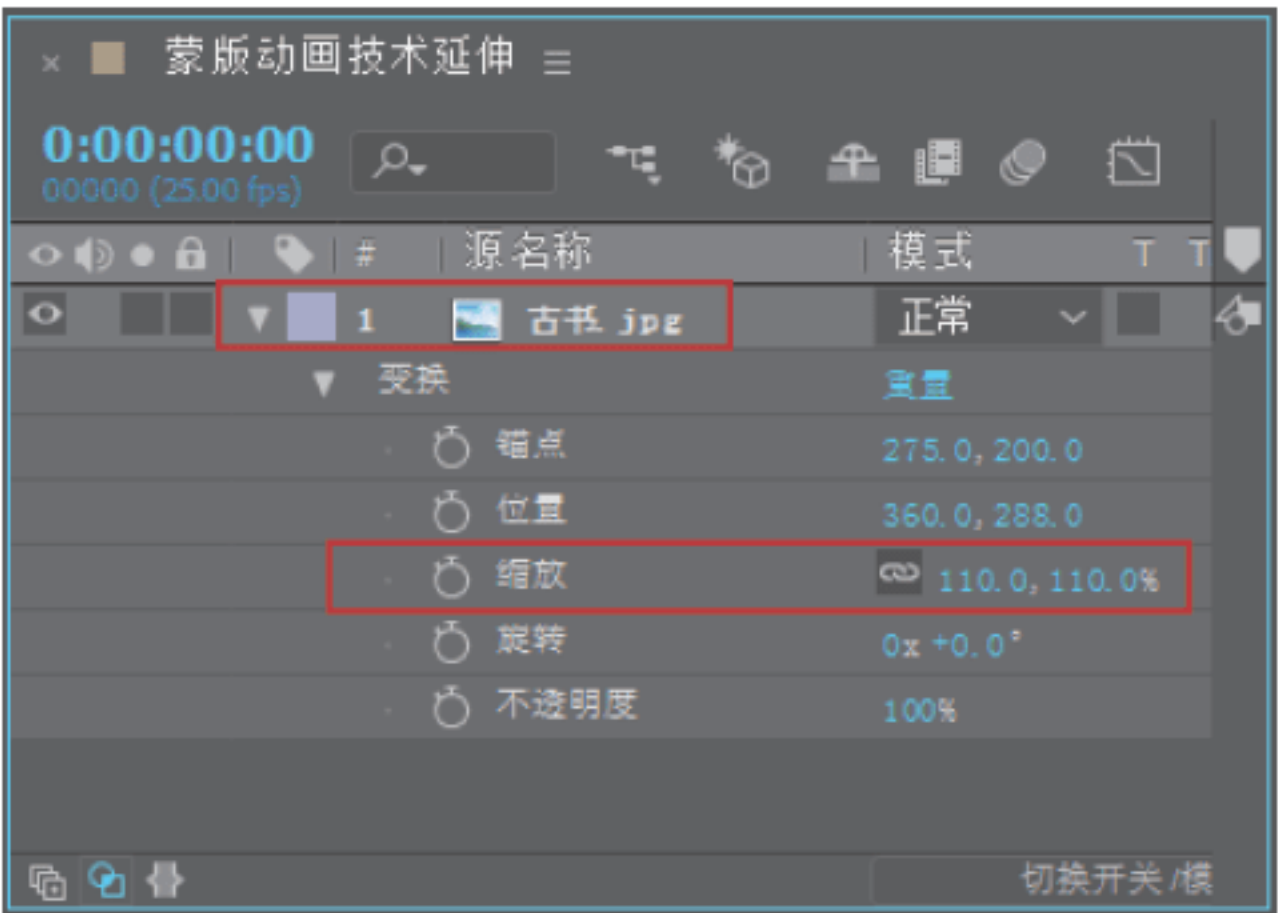 蒙版动画技术延伸
0:00:00:00
00000 (25.00 fps)
# 源名称 模式 T T
1 古书.jpg 正常
变换 重置
锚点 275.0, 200.0
位置 360.0, 288.0
缩放 110.0, 110.0%
旋转 0x +0.0°
不透明度 100%
切换开关/模